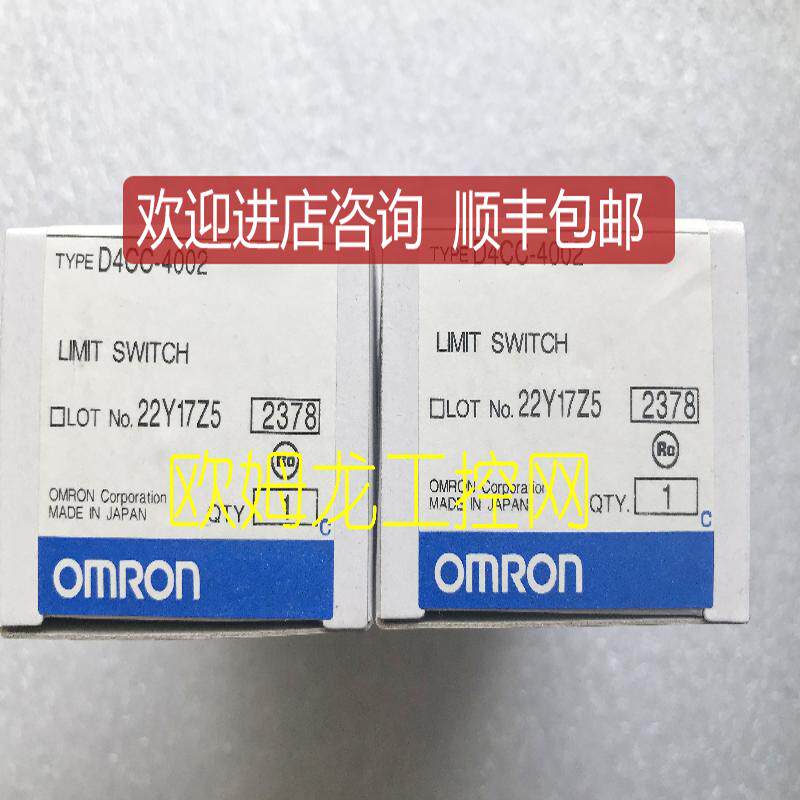 欢迎进店咨询 顺丰包邮
TYPE D4CC-4002
LIMIT SWITCH
LOT No. 22Y17Z5 2378
Rc
OMRON Corporation
MADE IN JAPAN
QTY. 1
C
OMRON
TYPE D4CC-4002
LIMIT SWITCH
LOT No. 22Y17Z5 2378
Rc
OMRON Corporation
MADE IN JAPAN
QTY. 1
C
OMRON
欧姆龙工控网